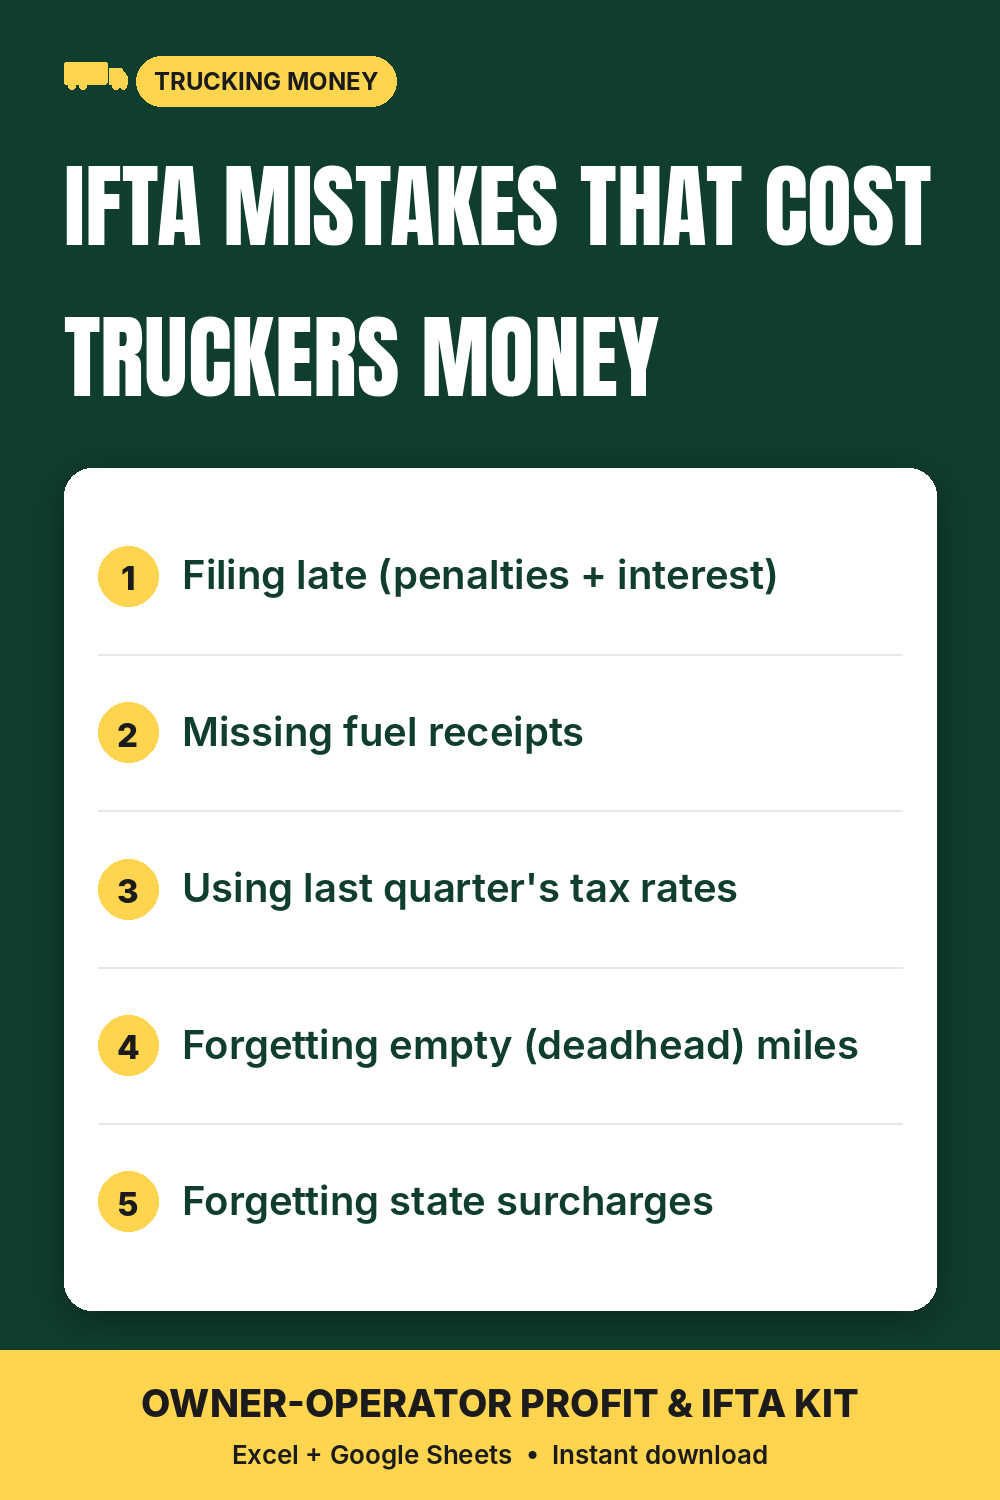 TRUCKING MONEY
IFTA MISTAKES THAT COST
TRUCKERS MONEY
1 Filing late (penalties + interest)
2 Missing fuel receipts
3 Using last quarter's tax rates
4 Forgetting empty (deadhead) miles
5 Forgetting state surcharges
OWNER-OPERATOR PROFIT & IFTA KIT
Excel + Google Sheets • Instant download